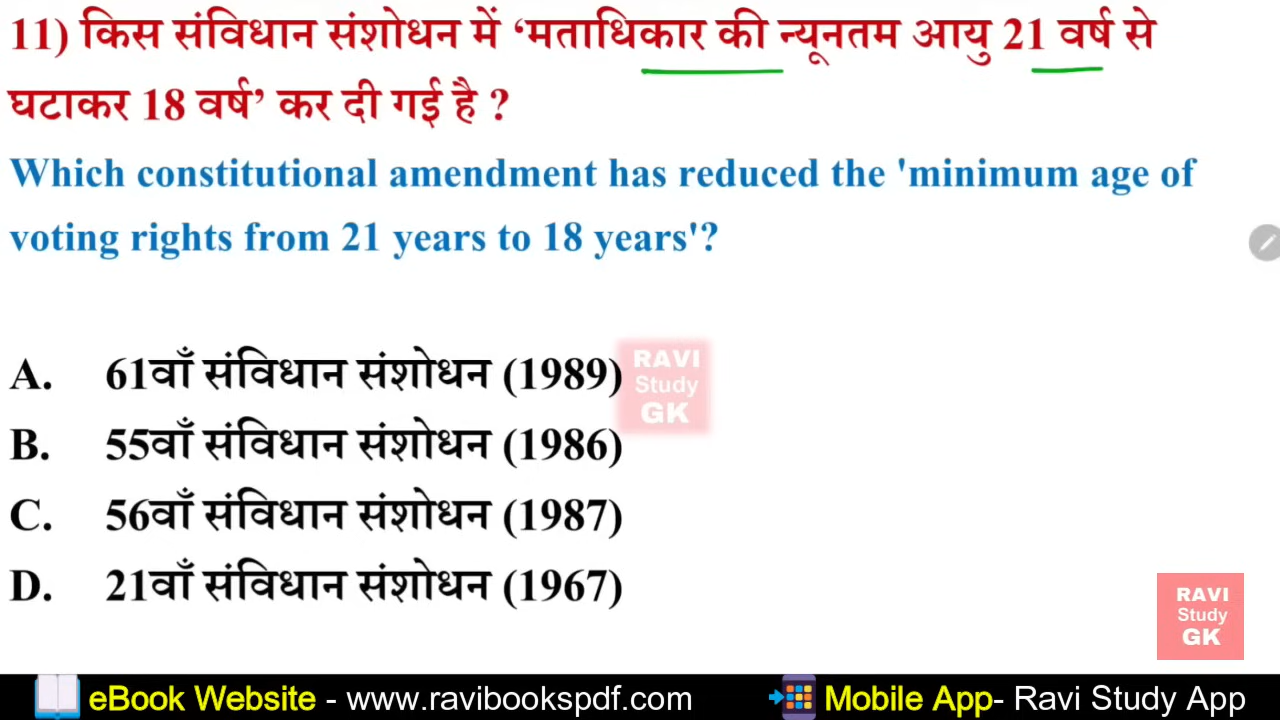 11) किस संविधान संशोधन में ‘मताधिकार की न्यूनतम आयु 21 वर्ष से
घटाकर 18 वर्ष’ कर दी गई है ?
Which constitutional amendment has reduced the 'minimum age of
voting rights from 21 years to 18 years'?
A. 61वाँ संविधान संशोधन (1989)
RAVI
Study
GK
B. 55वाँ संविधान संशोधन (1986)
C. 56वाँ संविधान संशोधन (1987)
D. 21वाँ संविधान संशोधन (1967)
RAVI
Study
GK
eBook Website - www.ravibookspdf.com
Mobile App- Ravi Study App